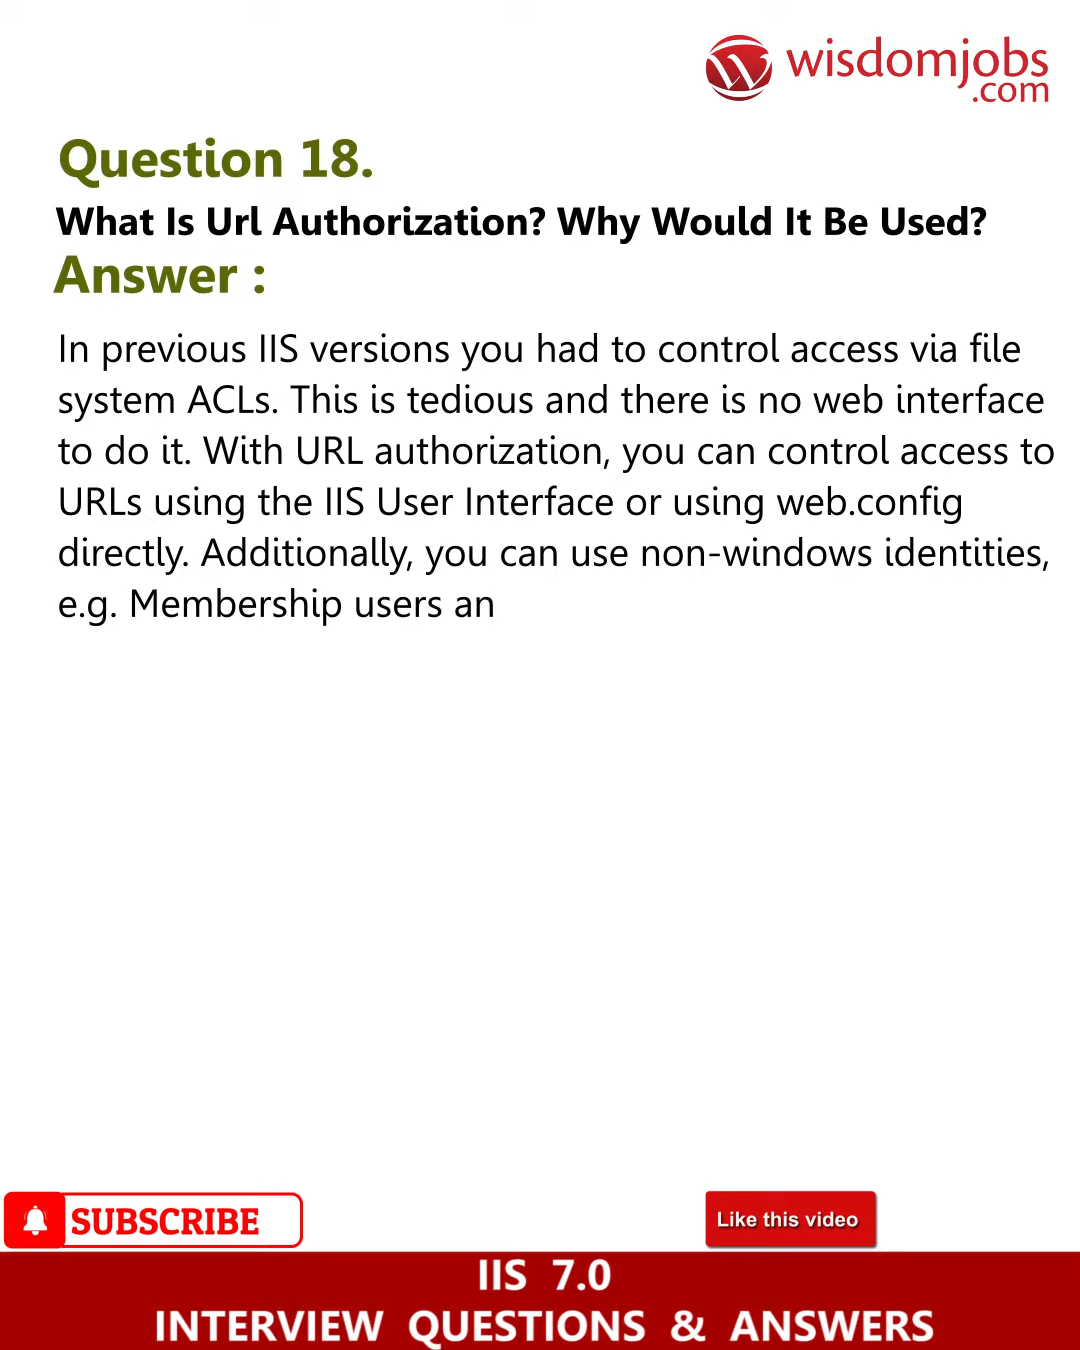 wisdomjobs
.com
Question 18.
What Is Url Authorization? Why Would It Be Used?
Answer :
In previous IIS versions you had to control access via file
system ACLs. This is tedious and there is no web interface
to do it. With URL authorization, you can control access to
URLs using the IIS User Interface or using web.config
directly. Additionally, you can use non-windows identities,
e.g. Membership users an
SUBSCRIBE
Like this video
IIS 7.0
INTERVIEW QUESTIONS & ANSWERS